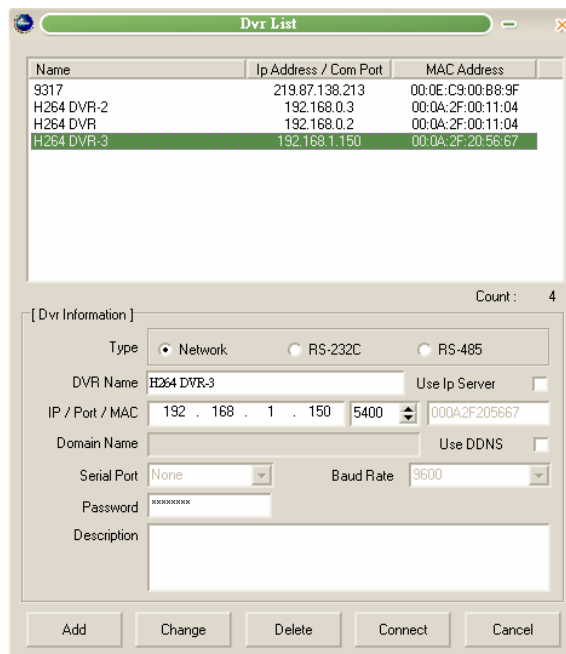 Dvr List
Name Ip Address / Com Port MAC Address
9317 219.87.138.213 00:0E:C9:00:B8:9F
H264 DVR-2 192.168.0.3 00:0A:2F:00:11:04
H264 DVR 192.168.0.2 00:0A:2F:00:11:04
H264 DVR-3 192.168.1.150 00:0A:2F:20:56:67
Count : 4
[ Dvr Information ]
Type Network RS-232C RS-485
DVR Name H264 DVR-3 Use Ip Server
IP / Port / MAC 192 . 168 . 1 . 150 5400 000A2F205667
Domain Name Use DDNS
Serial Port None Baud Rate 9600
Password ××××××××
Description
Add Change Delete Connect Cancel